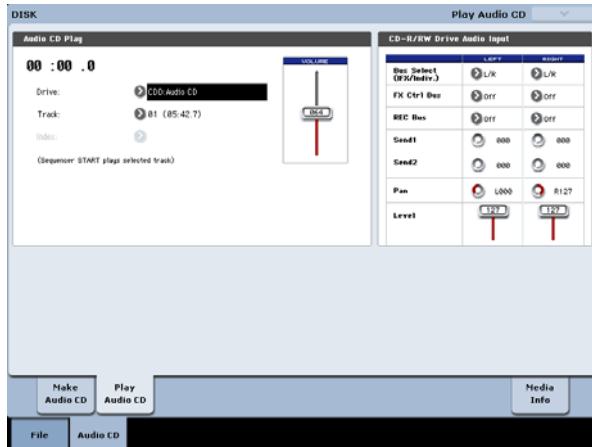 DISK
Play Audio CD
Audio CD Play
00 :00 .0
Drive: CDD:Audio CD
Track: 01 (05:42.7)
Index:
(Sequencer START plays selected track)
VOLUME
064
CD-R/RW Drive Audio Input
LEFT RIGHT
Bus Select (IFX/Indiv.) L/R L/R
FX Ctrl Bus Off Off
REC Bus Off Off
Send1 000 000
Send2 000 000
Pan L000 R127
Level 127 127
Make Audio CD
Play Audio CD
Media Info
File
Audio CD